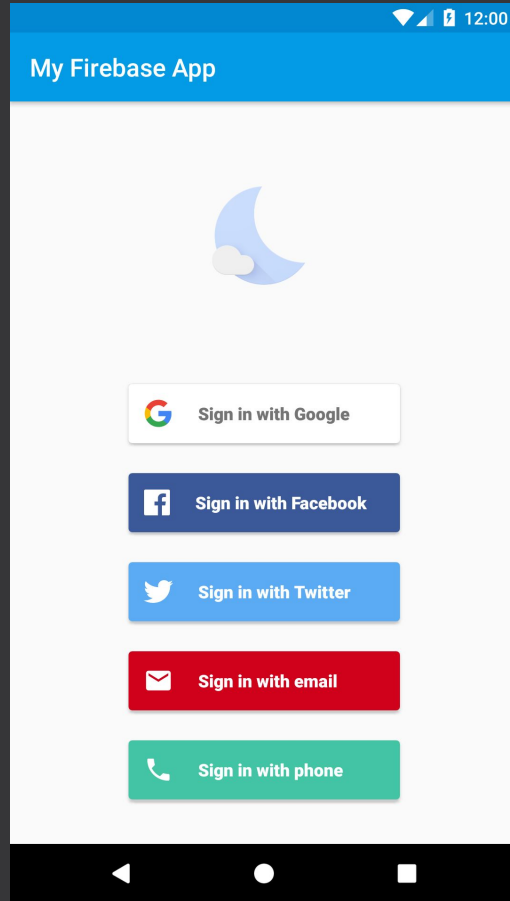 12:00
My Firebase App
Sign in with Google
Sign in with Facebook
Sign in with Twitter
Sign in with email
Sign in with phone